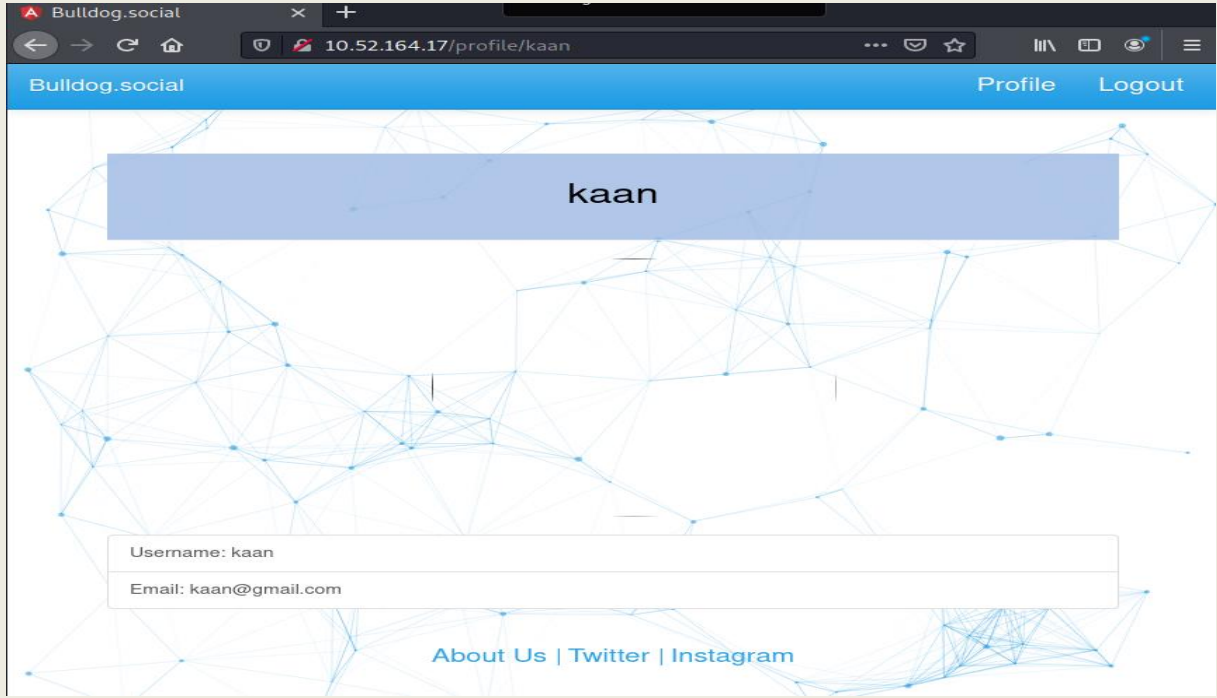 Bulldog.social
10.52.164.17/profile/kaan
Bulldog.social Profile Logout
kaan
Username: kaan
Email: kaan@gmail.com
About Us | Twitter | Instagram